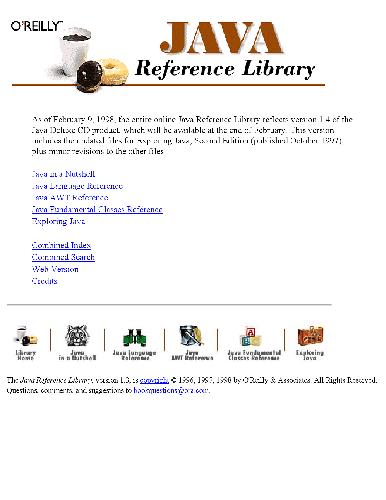 O'REILLY™
JAVA
Reference Library
As of February 9, 1998, the entire online Java Reference Library reflects version 1.4 of the
Java Deluxe CD product, which will be available at the end of February. This version
includes the updated files for Exploring Java, Second Edition (published October 1997)
plus minor revisions to the other files.
Java in a Nutshell
Java Language Reference
Java AWT Reference
Java Fundamental Classes Reference
Exploring Java
Combined Index
Combined Search
Web Version
Credits
Library Home
Java in a Nutshell
Java Language Reference
Java AWT Reference
Java Fundamental Classes Reference
Exploring Java
The Java Reference Library, version 1.3, is copyright © 1996, 1997, 1998 by O'Reilly & Associates. All Rights Reserved.
Questions, comments, and suggestions to bookquestions@ora.com.